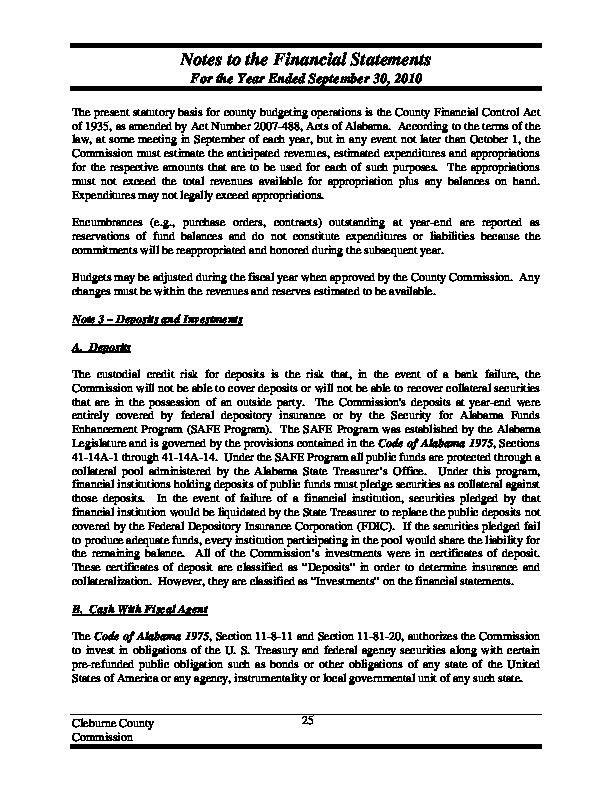 Notes to the Financial Statements
For the Year Ended September 30, 2010
The present statutory basis for county budgeting operations is the County Financial Control Act
of 1935, as amended by Act Number 2007-488, Acts of Alabama. According to the terms of the
law, at some meeting in September of each year, but in any event not later than October 1, the
Commission must estimate the anticipated revenues, estimated expenditures and appropriations
for the respective amounts that are to be used for each of such purposes. The appropriations
must not exceed the total revenues available for appropriation plus any balances on hand.
Expenditures may not legally exceed appropriations.
Encumbrances (e.g., purchase orders, contracts) outstanding at year-end are reported as
reservations of fund balances and do not constitute expenditures or liabilities because the
commitments will be reappropriated and honored during the subsequent year.
Budgets may be adjusted during the fiscal year when approved by the County Commission. Any
changes must be within the revenues and reserves estimated to be available.
Note 3 – Deposits and Investments
A. Deposits
The custodial credit risk for deposits is the risk that, in the event of a bank failure, the
Commission will not be able to cover deposits or will not be able to recover collateral securities
that are in the possession of an outside party. The Commission's deposits at year-end were
entirely covered by federal depository insurance or by the Security for Alabama Funds
Enhancement Program (SAFE Program). The SAFE Program was established by the Alabama
Legislature and is governed by the provisions contained in the Code of Alabama 1975, Sections
41-14A-1 through 41-14A-14. Under the SAFE Program all public funds are protected through a
collateral pool administered by the Alabama State Treasurer's Office. Under this program,
financial institutions holding deposits of public funds must pledge securities as collateral against
those deposits. In the event of failure of a financial institution, securities pledged by that
financial institution would be liquidated by the State Treasurer to replace the public deposits not
covered by the Federal Depository Insurance Corporation (FDIC). If the securities pledged fail
to produce adequate funds, every institution participating in the pool would share the liability for
the remaining balance. All of the Commission's investments were in certificates of deposit.
These certificates of deposit are classified as "Deposits" in order to determine insurance and
collateralization. However, they are classified as "Investments" on the financial statements.
B. Cash With Fiscal Agent
The Code of Alabama 1975, Section 11-8-11 and Section 11-81-20, authorizes the Commission
to invest in obligations of the U. S. Treasury and federal agency securities along with certain
pre-refunded public obligation such as bonds or other obligations of any state of the United
States of America or any agency, instrumentality or local governmental unit of any such state.
Cleburne County
Commission
25